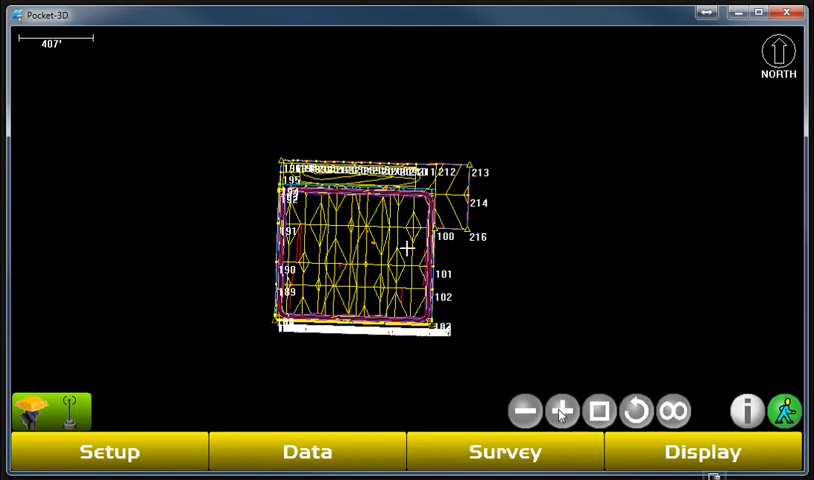 Pocket-3D
407'
NORTH
212
213
195
214
192
191
100
216
190
101
189
102
i
Setup
Data
Survey
Display